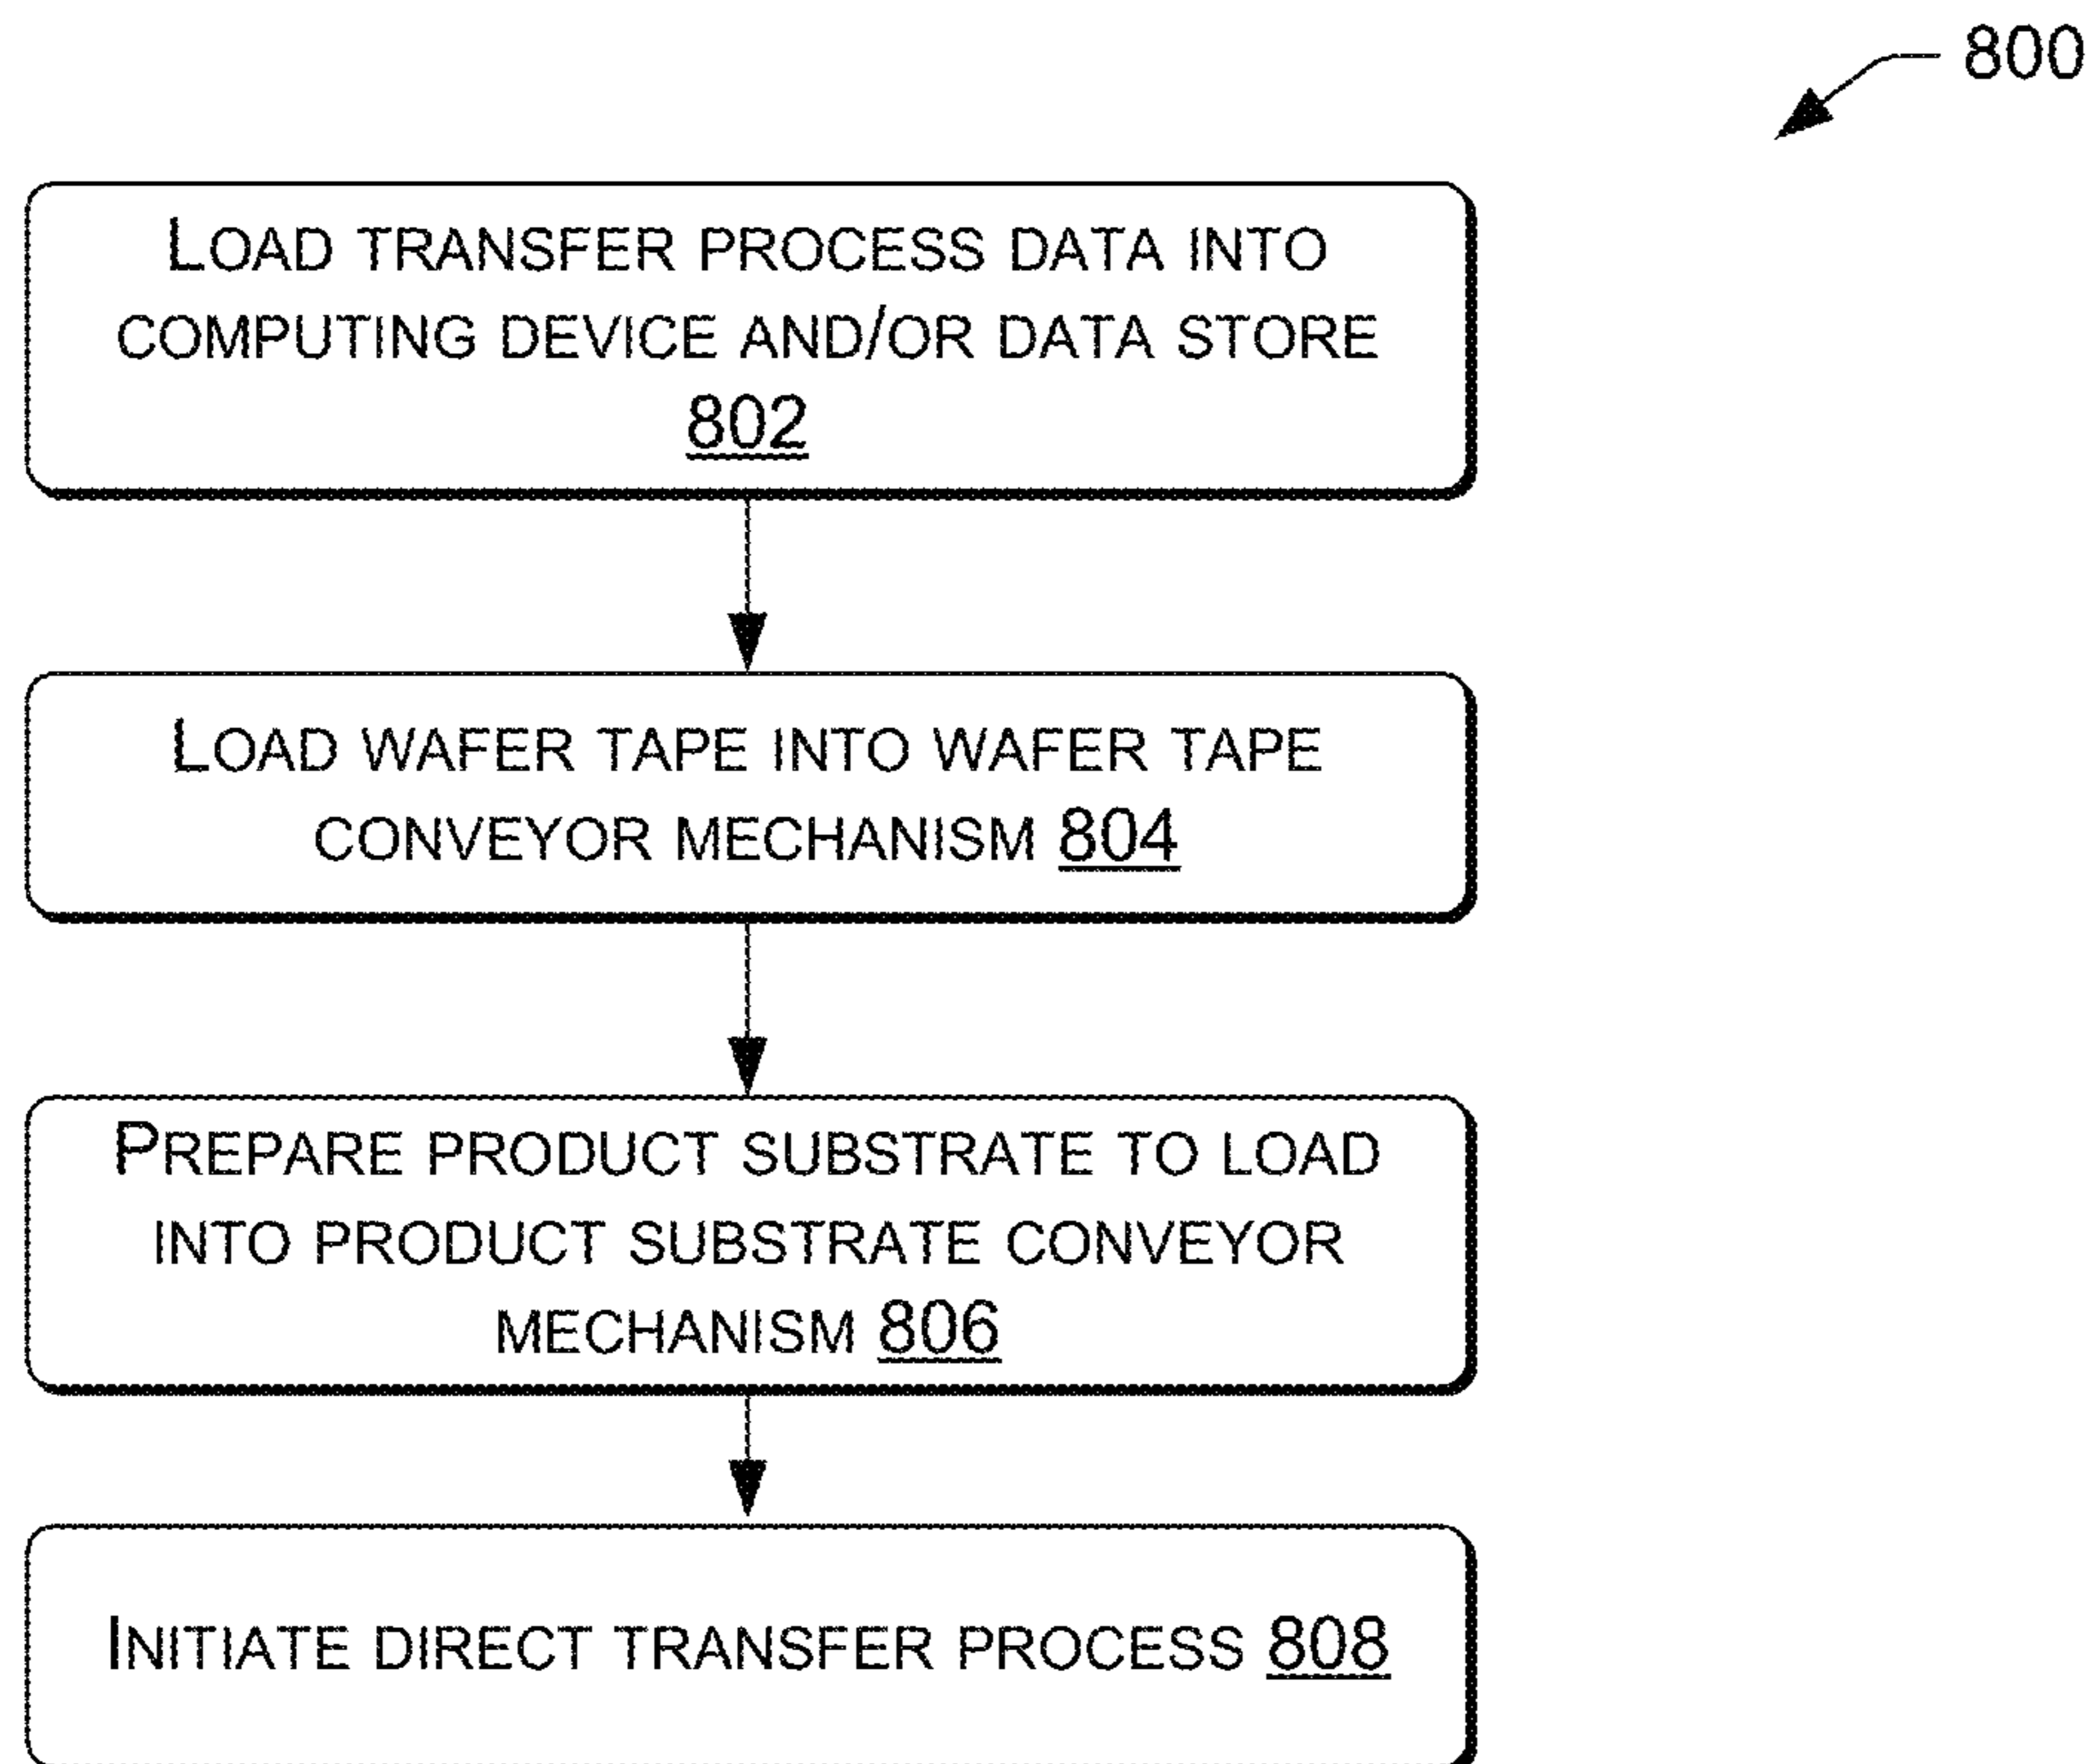 800
LOAD TRANSFER PROCESS DATA INTO
COMPUTING DEVICE AND/OR DATA STORE
802
LOAD WAFER TAPE INTO WAFER TAPE
CONVEYOR MECHANISM 804
PREPARE PRODUCT SUBSTRATE TO LOAD
INTO PRODUCT SUBSTRATE CONVEYOR
MECHANISM 806
INITIATE DIRECT TRANSFER PROCESS 808